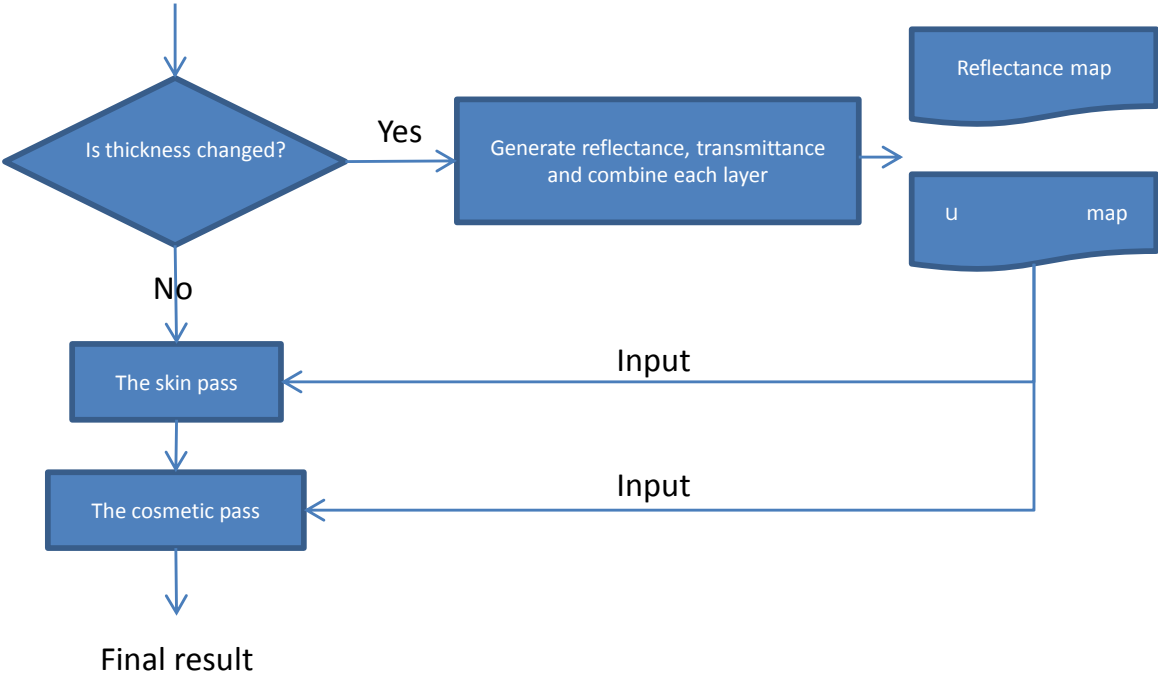 Reflectance map
Is thickness changed?
Yes
Generate reflectance, transmittance
and combine each layer
u map
No
The skin pass
Input
The cosmetic pass
Input
Final result